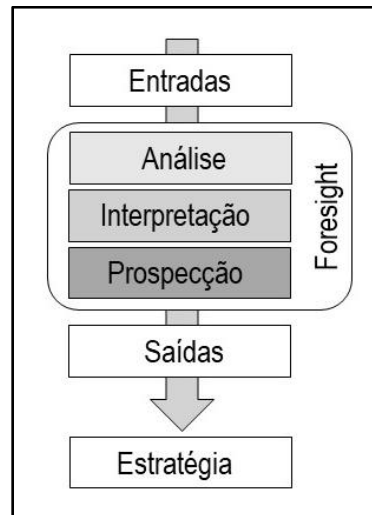 Entradas
Análise
Interpretação
Prospecção
Foresight
Saídas
Estratégia